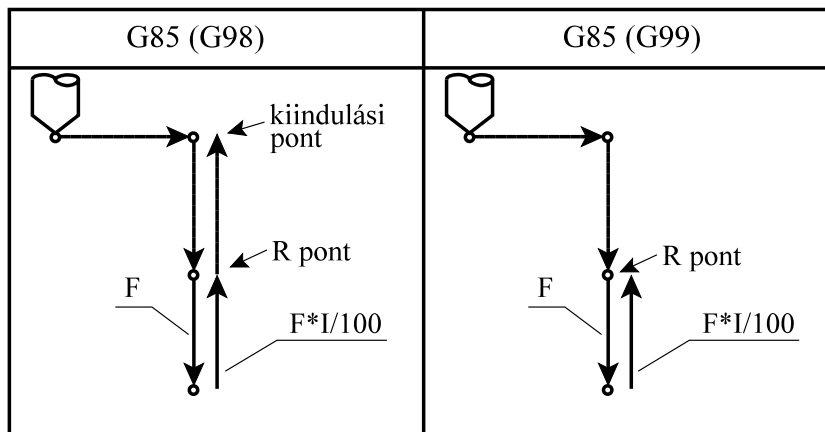 G85 (G98)
G85 (G99)
kiindulási
pont
R pont
F
F*I/100
R pont
F
F*I/100